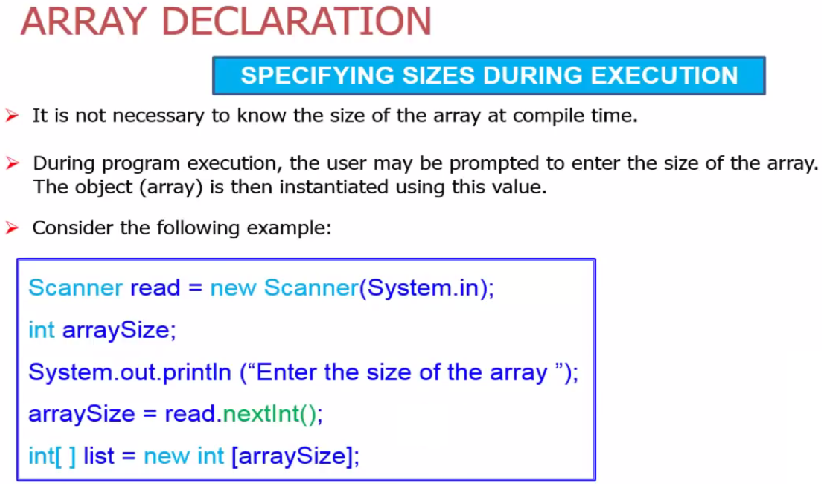 ARRAY DECLARATION
SPECIFYING SIZES DURING EXECUTION
➢ It is not necessary to know the size of the array at compile time.
➢ During program execution, the user may be prompted to enter the size of the array.
The object (array) is then instantiated using this value.
➢ Consider the following example:
Scanner read = new Scanner(System.in);
int arraySize;
System.out.println (“Enter the size of the array ”);
arraySize = read.nextInt();
int[ ] list = new int [arraySize];